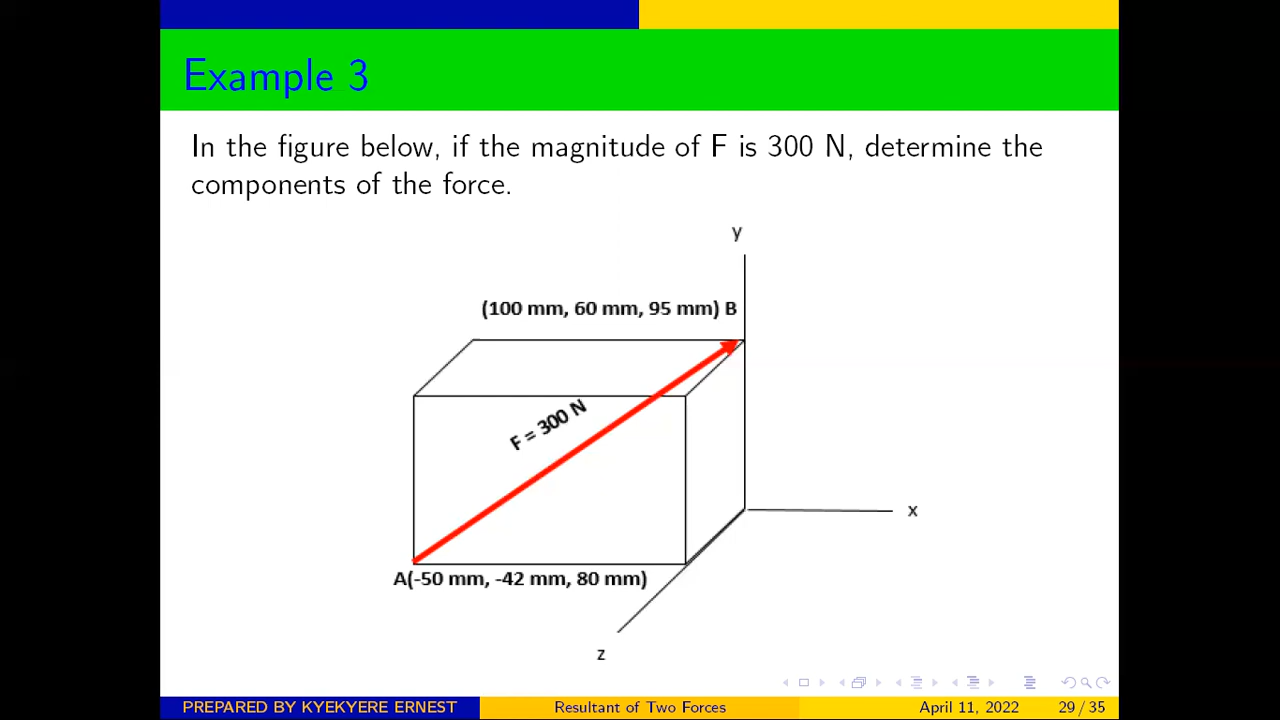 Example 3
In the figure below, if the magnitude of F is 300 N, determine the
components of the force.
y
(100 mm, 60 mm, 95 mm) B
F = 300 N
x
A(-50 mm, -42 mm, 80 mm)
z
PREPARED BY KYEKYERE ERNEST Resultant of Two Forces April 11, 2022 29 / 35